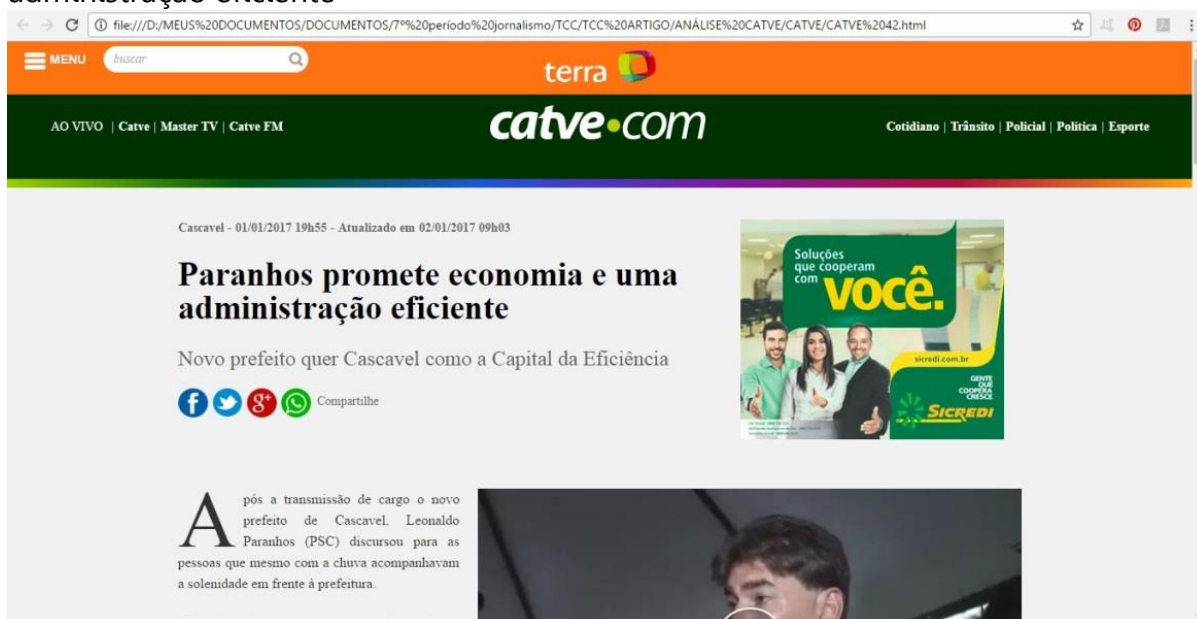 administração eficiente
file:///D:/MEUS%20DOCUMENTOS/DOCUMENTOS/7º%20período%20jornalismo/TCC/TCC%20ARTIGO/ANÁLISE%20CATVE/CATVE/CATVE%2042.html
MENU buscar terra
AO VIVO | Catve | Master TV | Catve FM catve.com Cotidiano | Trânsito | Policial | Política | Esporte
Cascavel - 01/01/2017 19h55 - Atualizado em 02/01/2017 09h03
Paranhos promete economia e uma
administração eficiente
Novo prefeito quer Cascavel como a Capital da Eficiência
Compartilhe
Soluções
que cooperam
com VOCÊ.
sicredi.com.br
GENTE
QUE
COOPERA
CRESCE
SICREDI
Após a transmissão de cargo o novo
prefeito de Cascavel, Leonaldo
Paranhos (PSC) discursou para as
pessoas que mesmo com a chuva acompanhavam
a solenidade em frente à prefeitura.